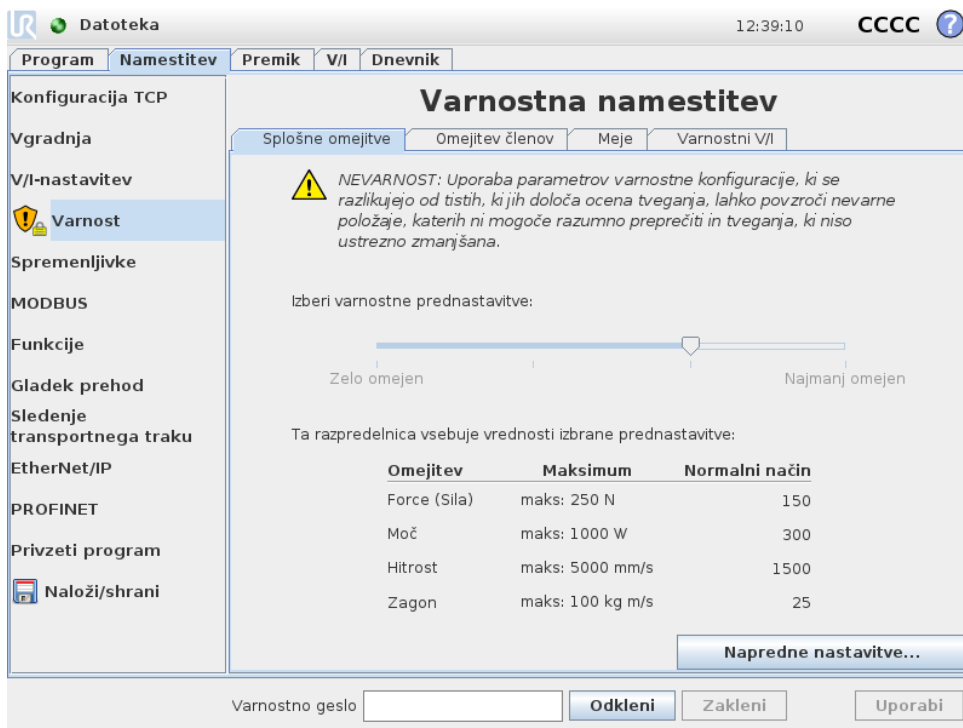 UR Datoteka 12:39:10 CCCC ?
Program Namestitev Premik V/I Dnevnik
Konfiguracija TCP
Vgradnja
V/I-nastavitev
Varnost
Spremenljivke
MODBUS
Funkcije
Gladek prehod
Sledenje
transportnega traku
EtherNet/IP
PROFINET
Privzeti program
Naloži/shrani
Varnostna namestitev
Splošne omejitve Omejitev členov Meje Varnostni V/I
NEVARNOST: Uporaba parametrov varnostne konfiguracije, ki se
razlikujejo od tistih, ki jih določa ocena tveganja, lahko povzroči nevarne
položaje, katerih ni mogoče razumno preprečiti in tveganja, ki niso
ustrezno zmanjšana.
Izberi varnostne prednastavitve:
Zelo omejen Najmanj omejen
Ta razpredelnica vsebuje vrednosti izbrane prednastavitve:
Omejitev Maksimum Normalni način
Force (Sila) maks: 250 N 150
Moč maks: 1000 W 300
Hitrost maks: 5000 mm/s 1500
Zagon maks: 100 kg m/s 25
Napredne nastavitve...
Varnostno geslo Odkleni Zakleni Uporabi